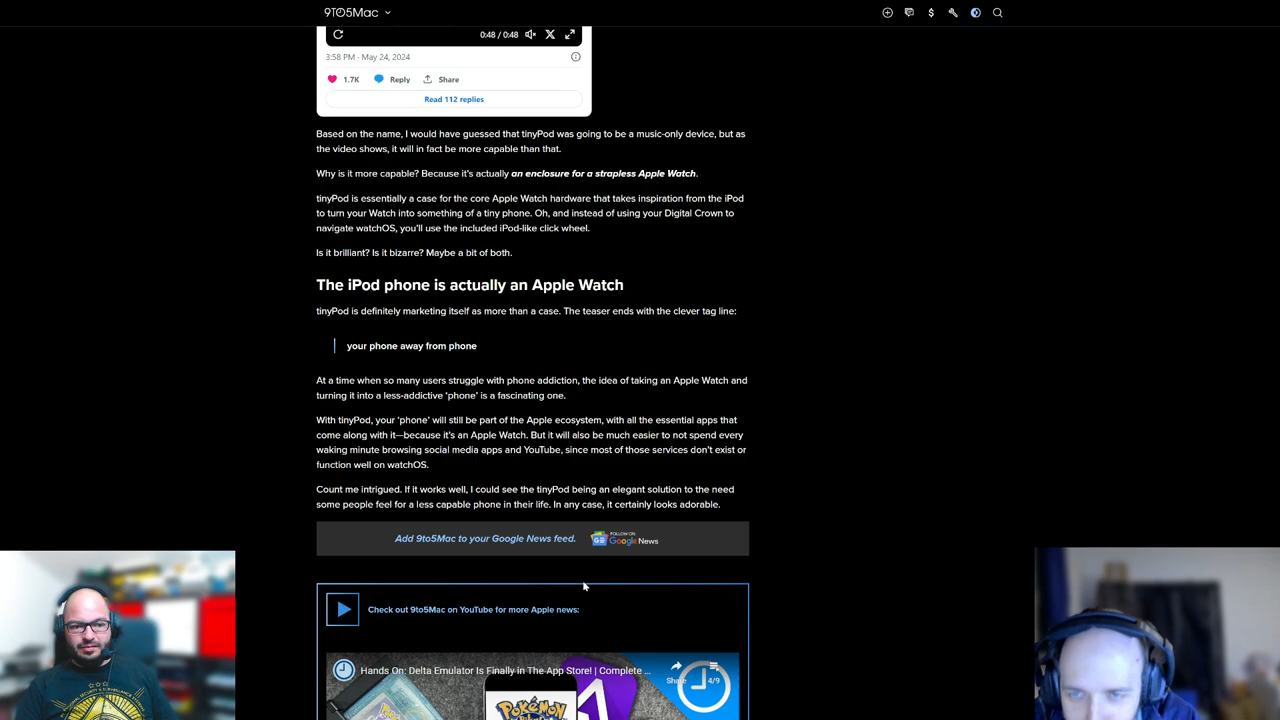 9TO5Mac
0:48 / 0:48
3:58 PM · May 24, 2024
1.7K Reply Share
Read 112 replies
Based on the name, I would have guessed that tinyPod was going to be a music-only device, but as
the video shows, it will in fact be more capable than that.
Why is it more capable? Because it's actually an enclosure for a strapless Apple Watch.
tinyPod is essentially a case for the core Apple Watch hardware that takes inspiration from the iPod
to turn your Watch into something of a tiny phone. Oh, and instead of using your Digital Crown to
navigate watchOS, you'll use the included iPod-like click wheel.
Is it brilliant? Is it bizarre? Maybe a bit of both.
The iPod phone is actually an Apple Watch
tinyPod is definitely marketing itself as more than a case. The teaser ends with the clever tag line:
your phone away from phone
At a time when so many users struggle with phone addiction, the idea of taking an Apple Watch and
turning it into a less-addictive ‘phone’ is a fascinating one.
With tinyPod, your ‘phone’ will still be part of the Apple ecosystem, with all the essential apps that
come along with it—because it's an Apple Watch. But it will also be much easier to not spend every
waking minute browsing social media apps and YouTube, since most of those services don't exist or
function well on watchOS.
Count me intrigued. If it works well, I could see the tinyPod being an elegant solution to the need
some people feel for a less capable phone in their life. In any case, it certainly looks adorable.
Add 9to5Mac to your Google News feed.
FOLLOW ON
Google News
Check out 9to5Mac on YouTube for more Apple news:
Hands On: Delta Emulator Is Finally in The App Store! | Complete ...
Share
4/9
POKéMON